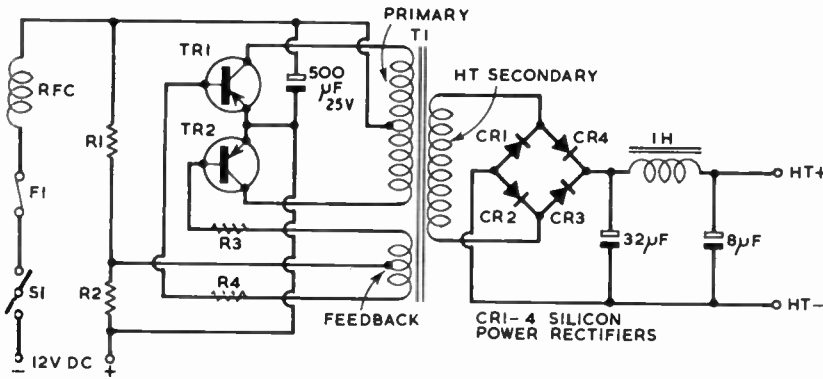 PRIMARY
T1
TR1
500
µF
25V
HT SECONDARY
RFC
TR2
R1
CR1
CR4
1H
HT+
F1
CR2
CR3
R3
32µF
8µF
S1
R2
R4
FEEDBACK
HT-
CR1-4 SILICON
POWER RECTIFIERS
- 12V DC +